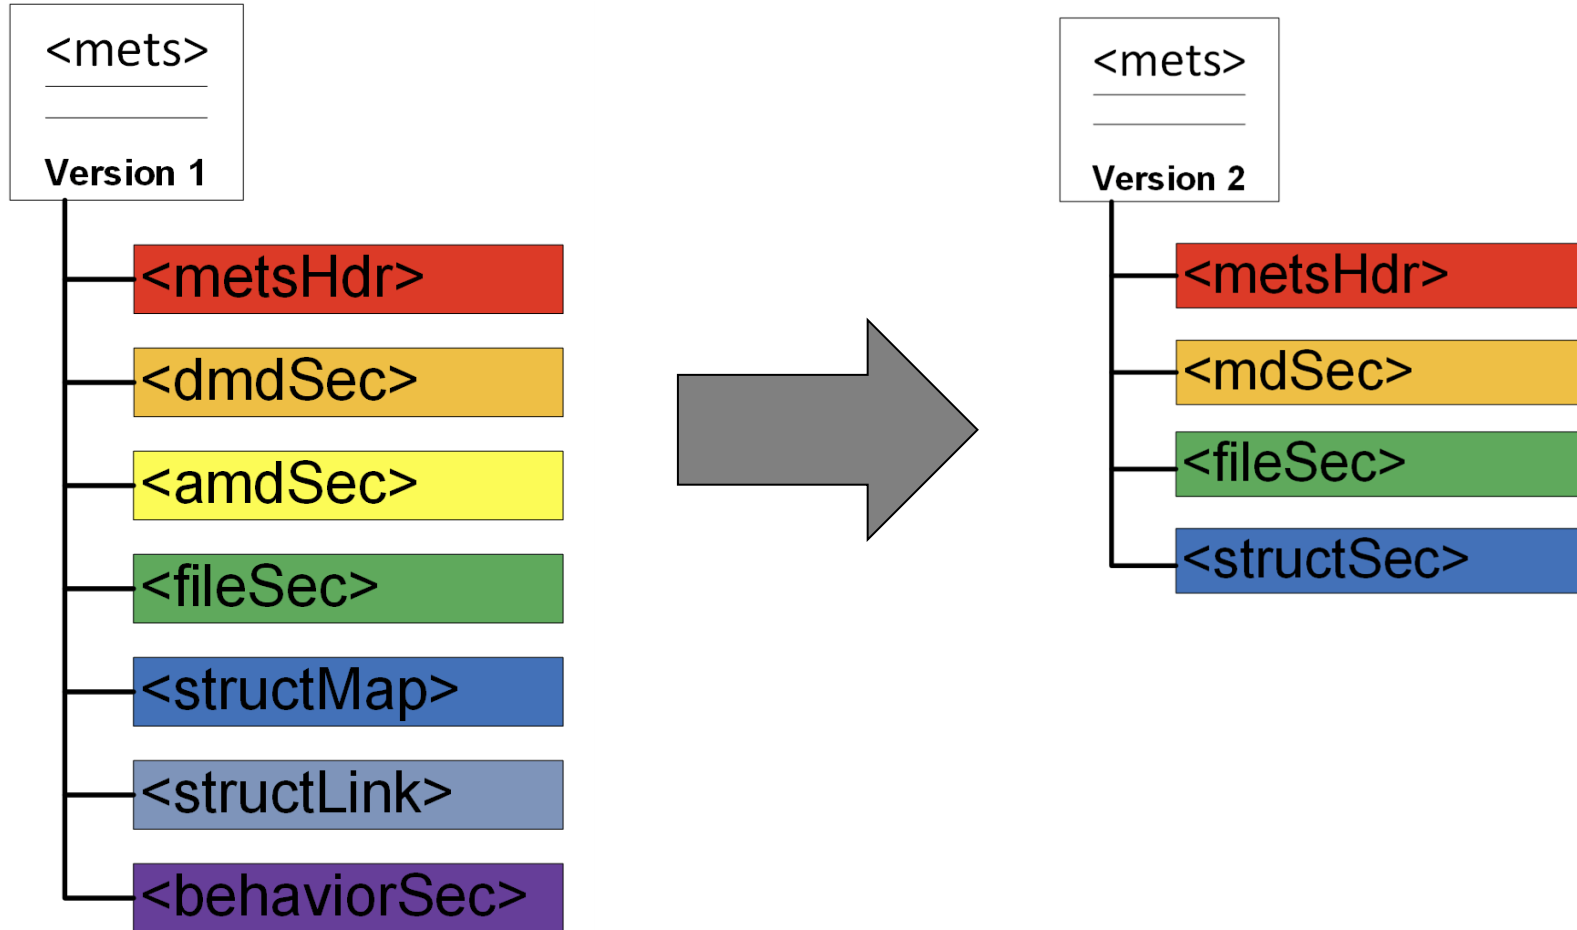 <mets>
Version 1
<metsHdr>
<dmdSec>
<amdSec>
<fileSec>
<structMap>
<structLink>
<behaviorSec>
<mets>
Version 2
<metsHdr>
<mdSec>
<fileSec>
<structSec>